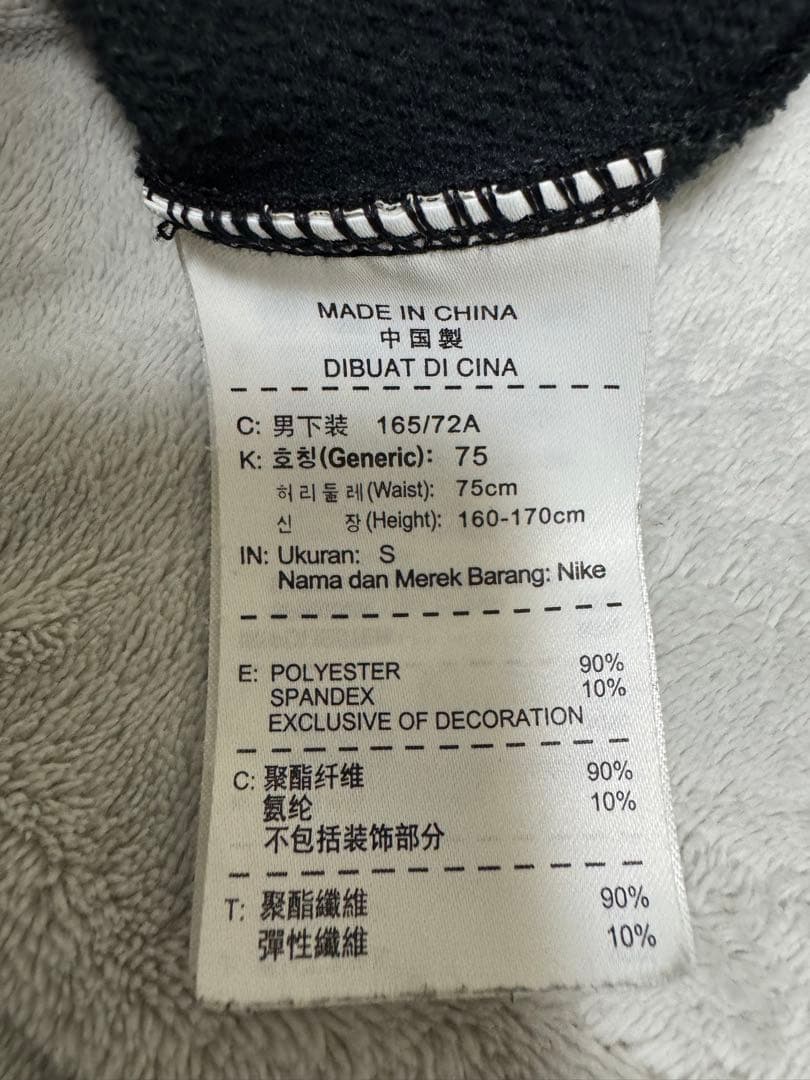 MADE IN CHINA
中国製
DIBUAT DI CINA
C: 男下装 165/72A
K: 호칭(Generic): 75
허리둘레(Waist): 75cm
신 장(Height): 160-170cm
IN: Ukuran: S
Nama dan Merek Barang: Nike
E: POLYESTER 90%
SPANDEX 10%
EXCLUSIVE OF DECORATION
C: 聚酯纤维 90%
氨纶 10%
不包括装饰部分
T: 聚酯纖維 90%
彈性纖維 10%